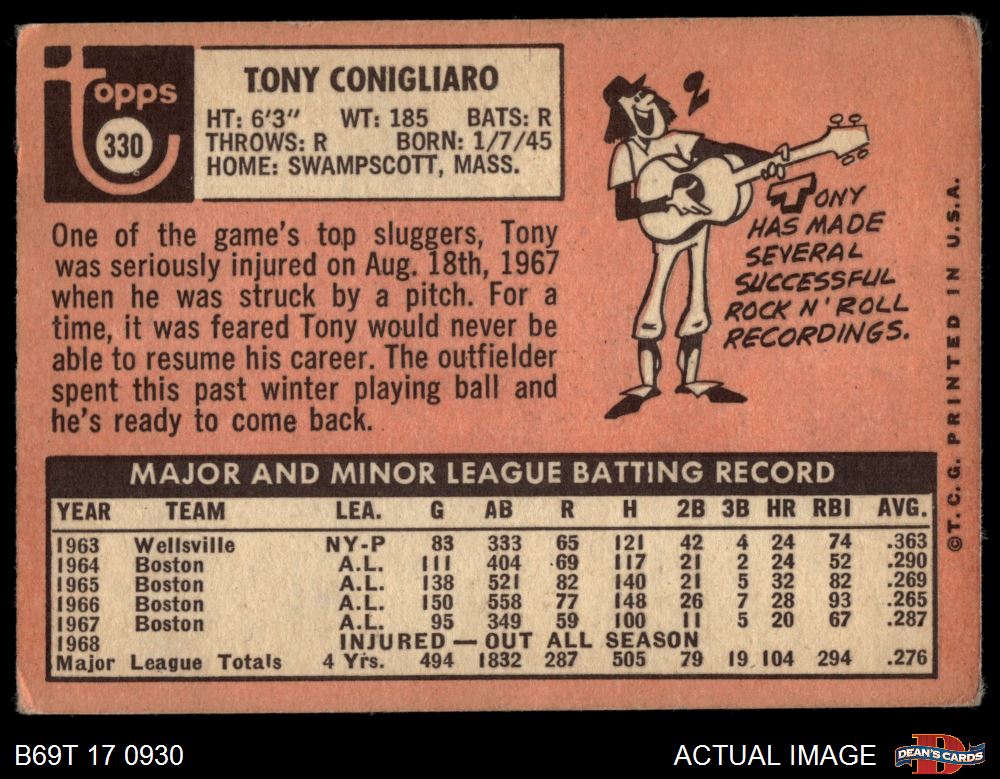 topps
330
TONY CONIGLIARO
HT: 6'3" WT: 185 BATS: R
THROWS: R BORN: 1/7/45
HOME: SWAMPSCOTT, MASS.
One of the game's top sluggers, Tony
was seriously injured on Aug. 18th, 1967
when he was struck by a pitch. For a
time, it was feared Tony would never be
able to resume his career. The outfielder
spent this past winter playing ball and
he's ready to come back.
TONY
HAS MADE
SEVERAL
SUCCESSFUL
ROCK N' ROLL
RECORDINGS.
©T. C. G. PRINTED IN U.S.A.
MAJOR AND MINOR LEAGUE BATTING RECORD
YEAR TEAM LEA. G AB R H 2B 3B HR RBI AVG.
1963 Wellsville NY-P 83 333 65 121 42 4 24 74 .363
1964 Boston A.L. 111 404 69 117 21 2 24 52 .290
1965 Boston A.L. 138 521 82 140 21 5 32 82 .269
1966 Boston A.L. 150 558 77 148 26 7 28 93 .265
1967 Boston A.L. 95 349 59 100 11 5 20 67 .287
1968 INJURED — OUT ALL SEASON
Major League Totals 4 Yrs. 494 1832 287 505 79 19 104 294 .276
B69T 17 0930
ACTUAL IMAGE
DEAN'S CARDS